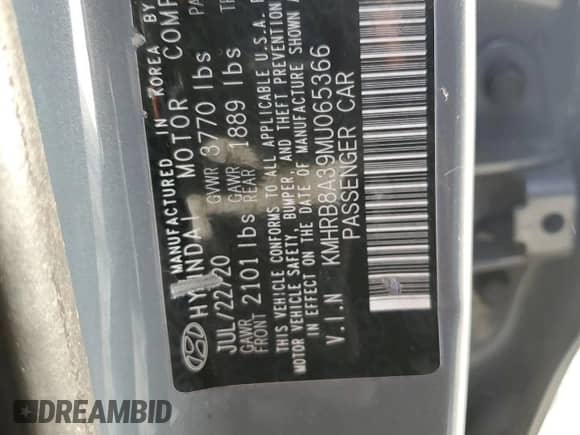 MANUFACTURED IN KOREA BY
HYUNDAI MOTOR COMP
JUL/22/20 GVWR 3770 lbs PA
GAWR FRONT 2101 lbs GAWR REAR 1889 lbs TR
THIS VEHICLE CONFORMS TO ALL APPLICABLE U.S.A.
MOTOR VEHICLE SAFETY, BUMPER, AND THEFT PREVENTION
IN EFFECT ON THE DATE OF MANUFACTURE SHOWN
V.I.N KMHRB8A39MU065366
PASSENGER CAR
DREAMBID